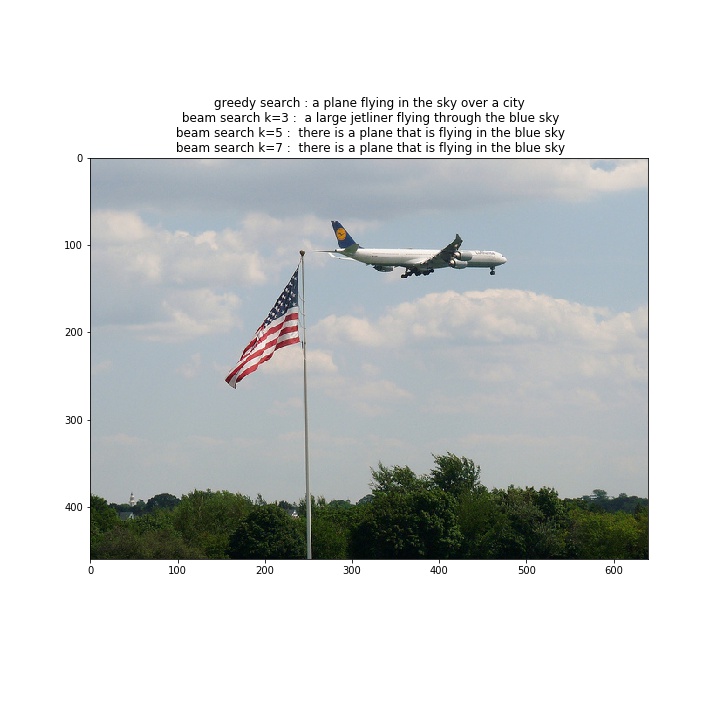 greedy search : a plane flying in the sky over a city
beam search k=3 :  a large jetliner flying through the blue sky
beam search k=5 :  there is a plane that is flying in the blue sky
beam search k=7 :  there is a plane that is flying in the blue sky
0
100
200
300
400
0 100 200 300 400 500 600